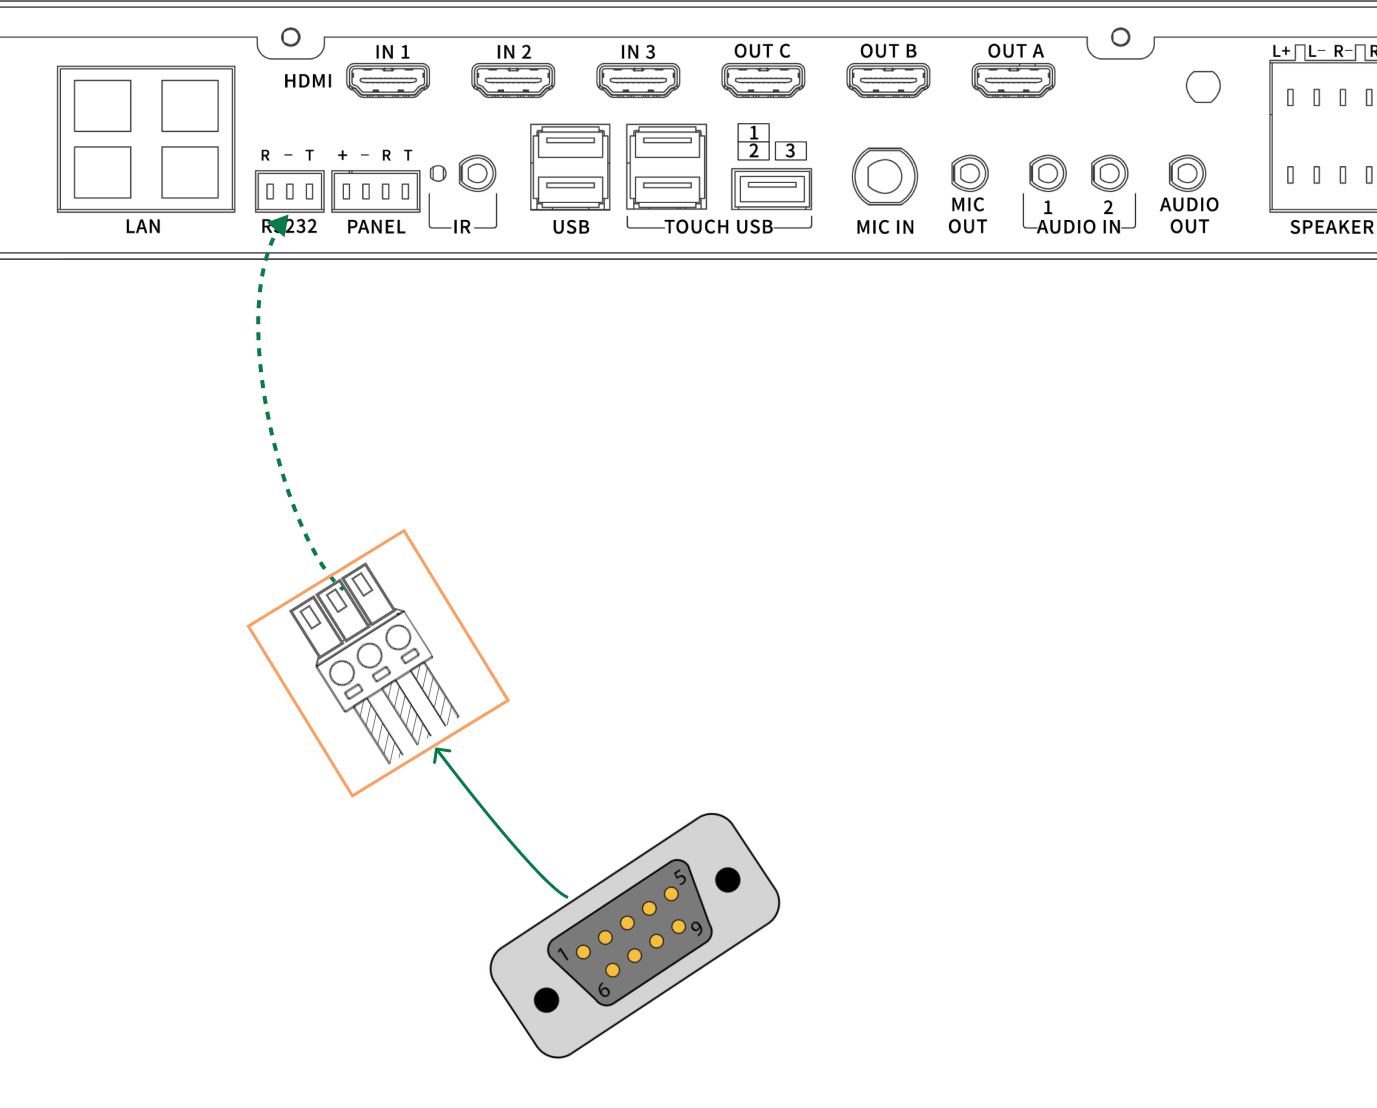 IN 1 IN 2 IN 3 OUT C OUT B OUT A L+ L- R- R
HDMI
1
2 3
R - T + - R T
MIC AUDIO
1 2
LAN RS232 PANEL IR USB TOUCH USB MIC IN OUT AUDIO IN OUT SPEAKER
5
1 9
6